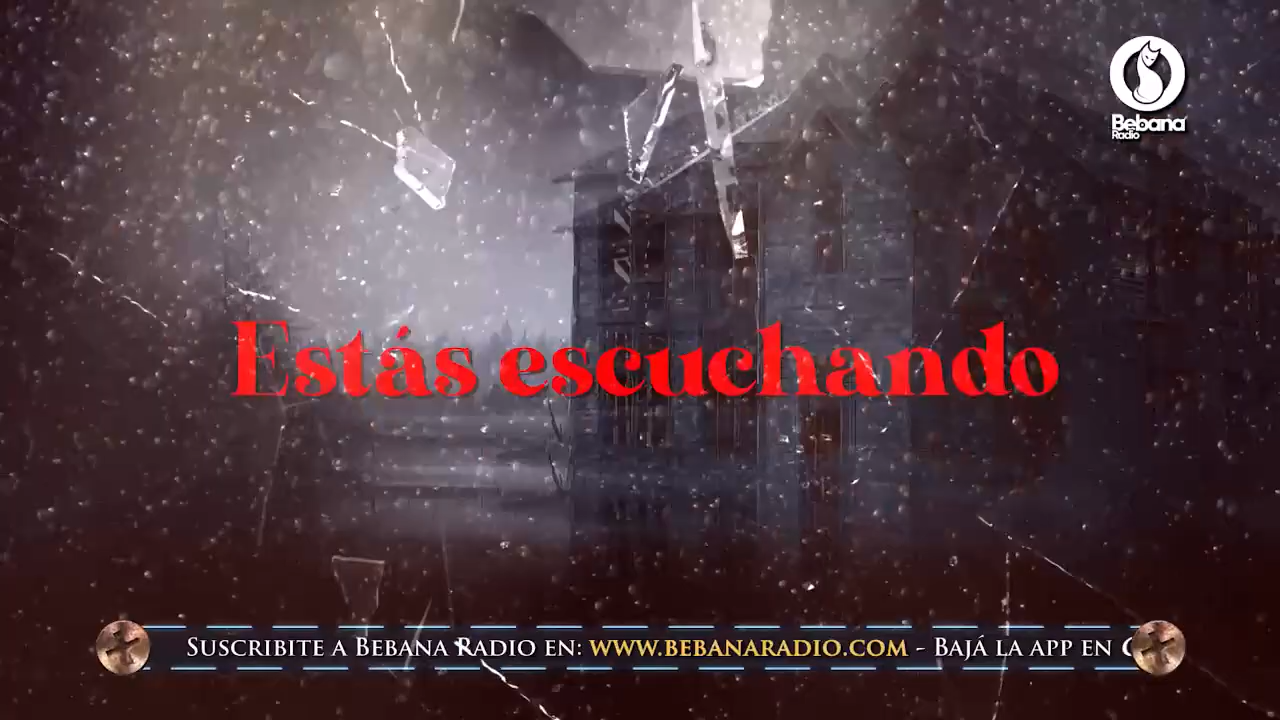 Bebana
Radio
Estás escuchando
SUSCRIBITE A BEBANA RADIO EN: WWW.BEBANARADIO.COM - BAJÁ LA APP EN